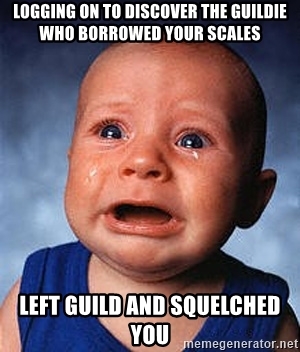 LOGGING ON TO DISCOVER THE GUILDIE
WHO BORROWED YOUR SCALES
LEFT GUILD AND SQUELCHED
YOU
memegenerator.net